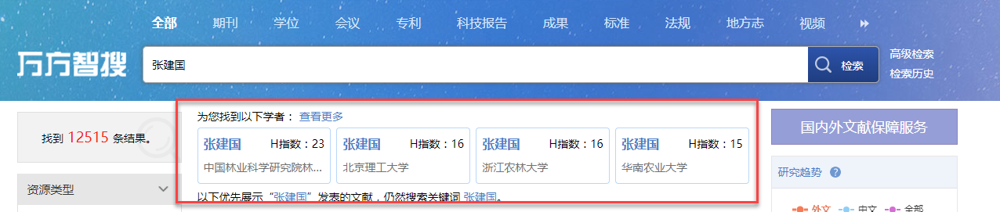 全部 期刊 学位 会议 专利 科技报告 成果 标准 法规 地方志 视频
万方智搜
张建国
检索
高级检索
检索历史
找到 12515 条结果。
资源类型
为您找到以下学者： 查看更多
张建国 H指数：23
中国林业科学研究院林...
张建国 H指数：16
北京理工大学
张建国 H指数：16
浙江农林大学
张建国 H指数：15
华南农业大学
以下优先展示“张建国”发表的文献，仍然搜索关键词 张建国。
国内外文献保障服务
研究趋势 ?
外文 中文 全部